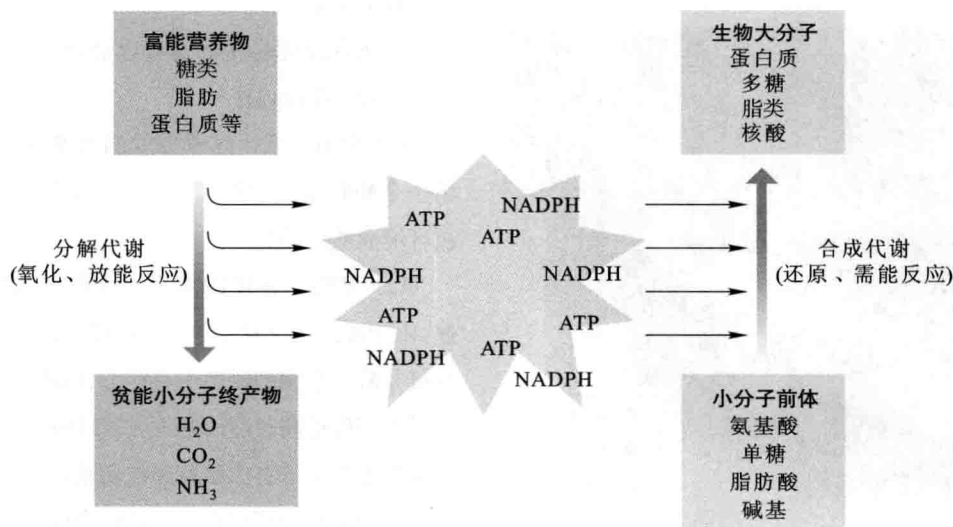 富能营养物
糖类
脂肪
蛋白质等
生物大分子
蛋白质
多糖
脂类
核酸
分解代谢
(氧化、放能反应)
ATP
NADPH
ATP
NADPH
NADPH
ATP
ATP
NADPH
ATP
NADPH
合成代谢
(还原、需能反应)
贫能小分子终产物
H₂O
CO₂
NH₃
小分子前体
氨基酸
单糖
脂肪酸
碱基